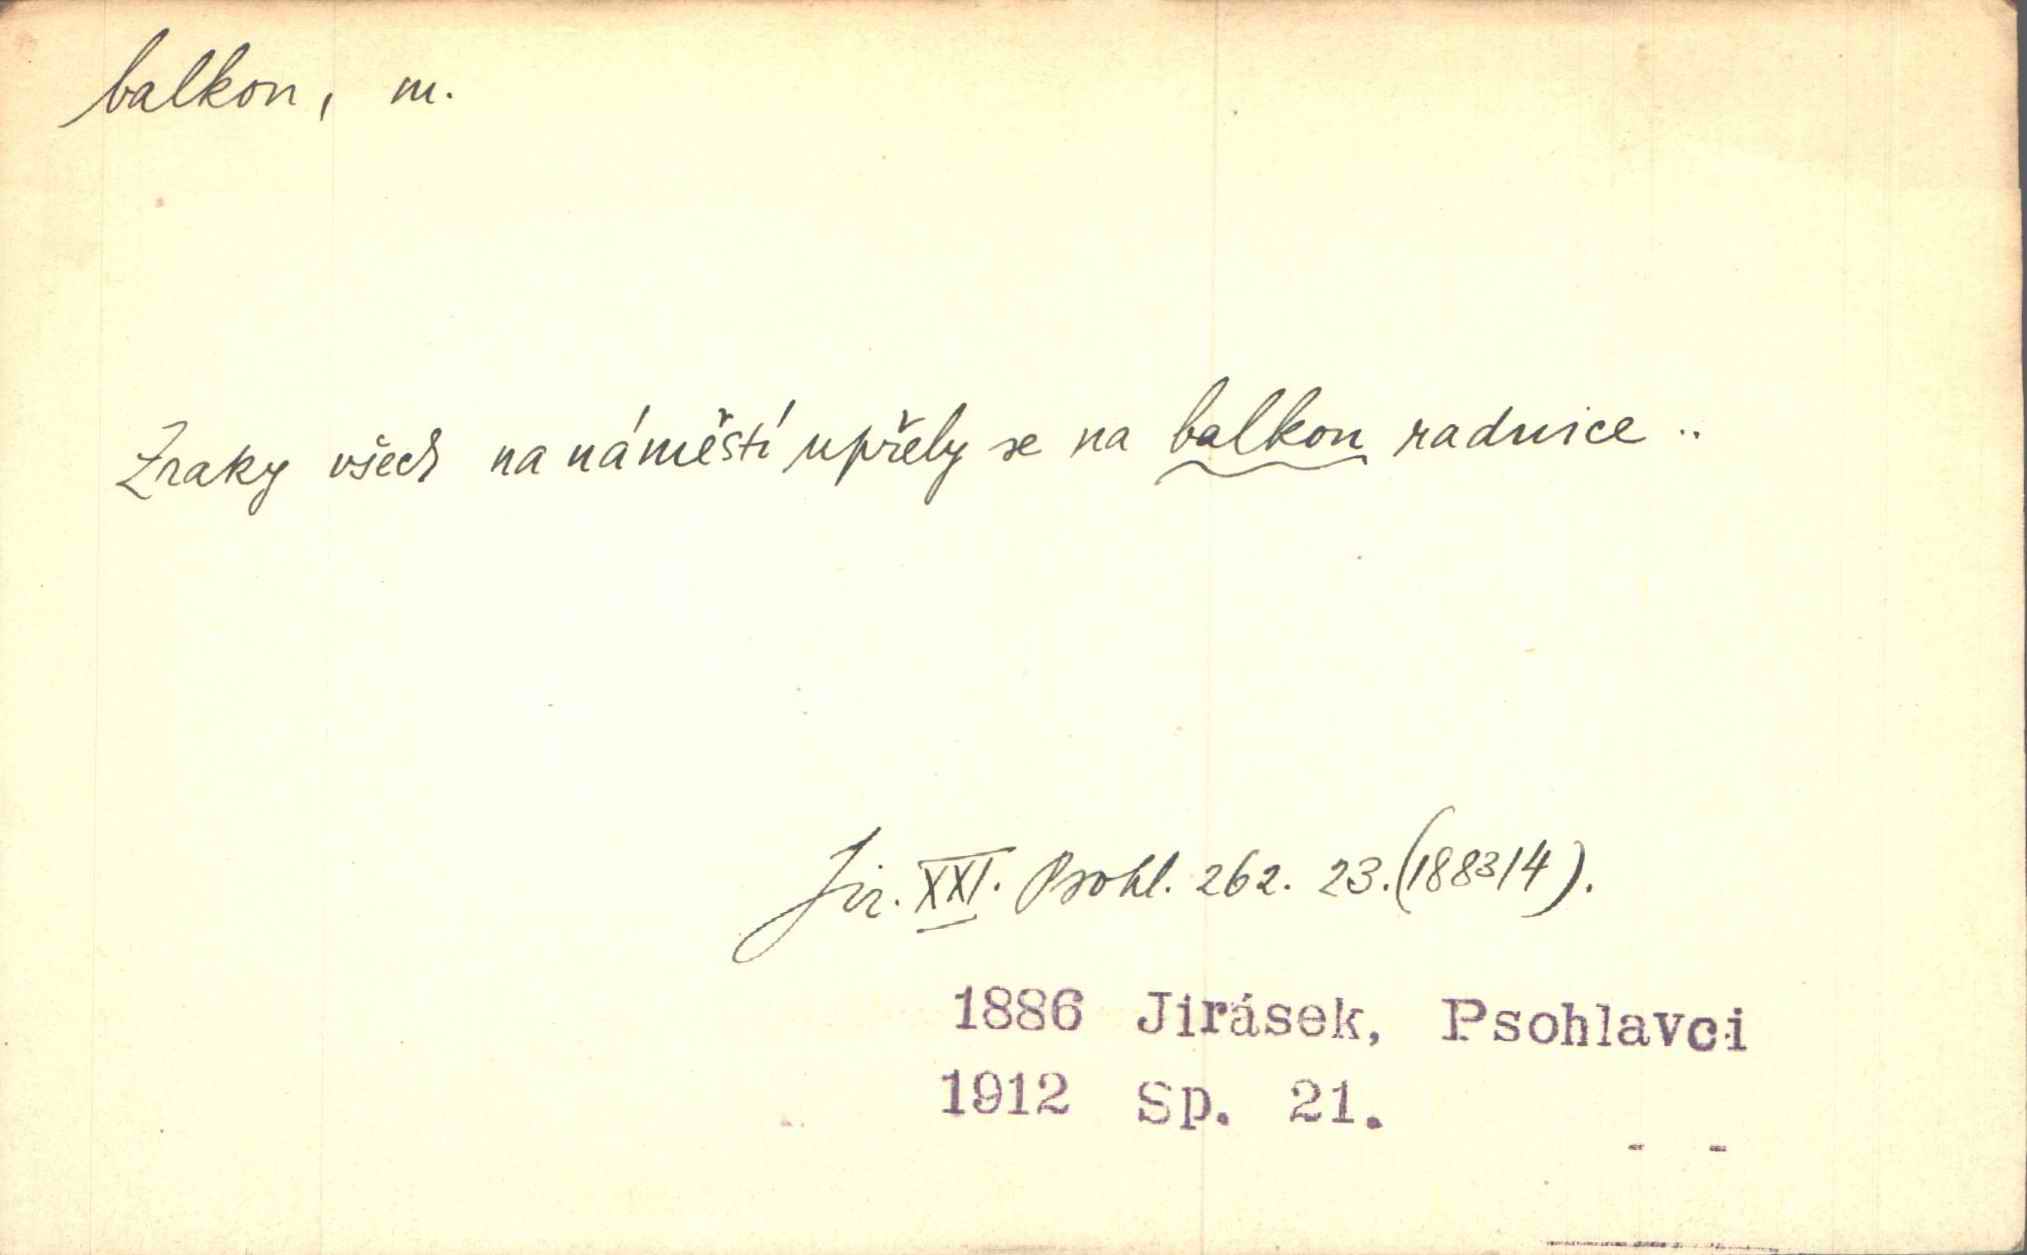 balkon, m.
Zraky všech na náměstí upřely se na balkon radnice ..
Jir. XXI. Psohl. 262. 23. (1883/4).
1886 Jirásek, Psohlavci
1912 Sp. 21.